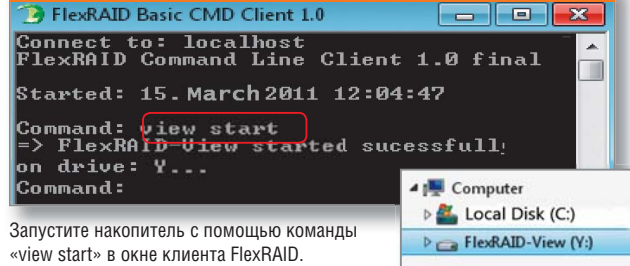 FlexRAID Basic CMD Client 1.0
Connect to: localhost
FlexRAID Command Line Client 1.0 final
Started: 15. March 2011 12:04:47
Command: view start
=> FlexRAID-View started sucessfull
on drive: Y...
Command:
Computer
Local Disk (C:)
FlexRAID-View (Y:)
Запустите накопитель с помощью команды
«view start» в окне клиента FlexRAID.